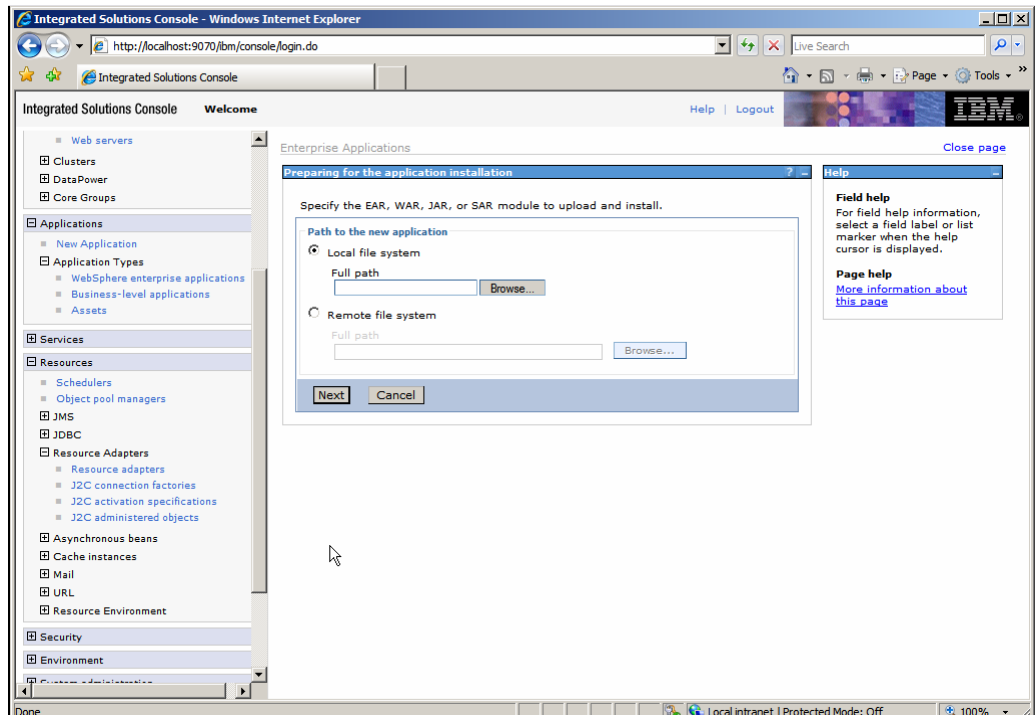 Integrated Solutions Console - Windows Internet Explorer
http://localhost:9070/ibm/console/login.do
Live Search
Integrated Solutions Console
Page
Tools
Integrated Solutions Console Welcome
Help | Logout
IBM
Web servers
Clusters
DataPower
Core Groups
Applications
New Application
Application Types
WebSphere enterprise applications
Business-level applications
Assets
Services
Resources
Schedulers
Object pool managers
JMS
JDBC
Resource Adapters
Resource adapters
J2C connection factories
J2C activation specifications
J2C administered objects
Asynchronous beans
Cache instances
Mail
URL
Resource Environment
Security
Environment
System administration
Enterprise Applications
Close page
Preparing for the application installation
? -
Specify the EAR, WAR, JAR, or SAR module to upload and install.
Path to the new application
Local file system
Full path
Browse...
Remote file system
Full path
Browse...
Next
Cancel
Help
Field help
For field help information,
select a field label or list
marker when the help
cursor is displayed.
Page help
More information about
this page
Done
Local intranet | Protected Mode: Off
100%